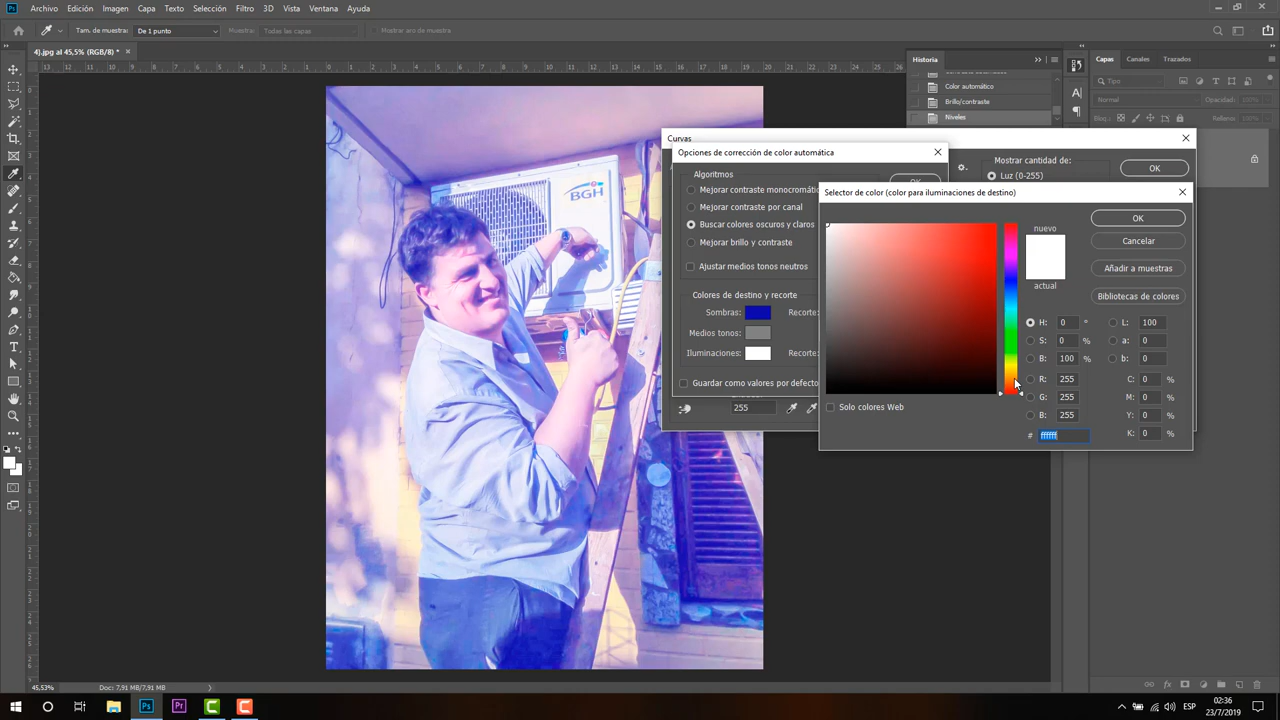 Archivo Edición Imagen Capa Texto Selección Filtro 3D Vista Ventana Ayuda
Tam. de muestra: De 1 punto Muestra: Todas las capas Mostrar aro de muestra
4).jpg al 45,5% (RGB/8) *
Historia
Color automático
Brillo/contraste
Niveles
Capas Canales Trazados
Tipo
Normal Opacidad: 100%
Bloq.: Relleno: 100%
Curvas
Mostrar cantidad de:
Luz (0-255)
OK
255
Opciones de corrección de color automática
Algoritmos
Mejorar contraste monocromátic
Mejorar contraste por canal
Buscar colores oscuros y claros
Mejorar brillo y contraste
Ajustar medios tonos neutros
Colores de destino y recorte
Sombras: Recorte:
Medios tonos:
Iluminaciones: Recorte:
Guardar como valores por defecto
Selector de color (color para iluminaciones de destino)
nuevo
actual
OK
Cancelar
Añadir a muestras
Bibliotecas de colores
H: 0 ° L: 100
S: 0 % a: 0
B: 100 % b: 0
R: 255 C: 0 %
G: 255 M: 0 %
B: 255 Y: 0 %
# ffffff K: 0 %
Solo colores Web
BGH
45,53% Doc: 7,91 MB/7,91 MB
Ps Pr ESP
02:36
23/7/2019